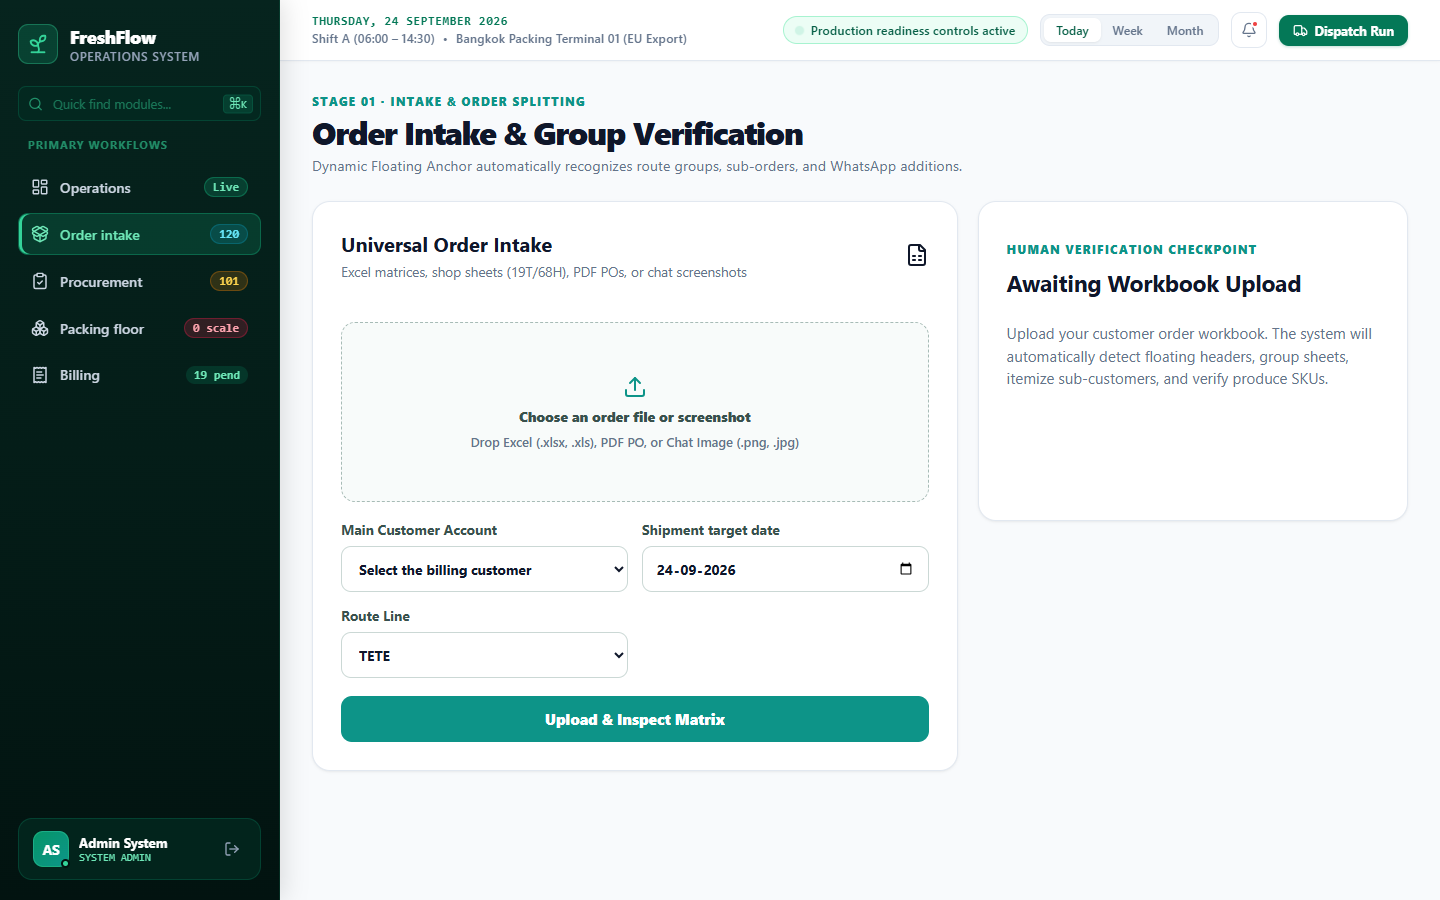 FreshFlow
OPERATIONS SYSTEM
Quick find modules...
⌘K
PRIMARY WORKFLOWS
Operations
Live
Order intake
120
Procurement
101
Packing floor
0 scale
Billing
19 pend
AS
Admin System
SYSTEM ADMIN
THURSDAY, 24 SEPTEMBER 2026
Shift A (06:00 – 14:30) • Bangkok Packing Terminal 01 (EU Export)
Production readiness controls active
Today
Week
Month
Dispatch Run
STAGE 01 · INTAKE & ORDER SPLITTING
Order Intake & Group Verification
Dynamic Floating Anchor automatically recognizes route groups, sub-orders, and WhatsApp additions.
Universal Order Intake
Excel matrices, shop sheets (19T/68H), PDF POs, or chat screenshots
Choose an order file or screenshot
Drop Excel (.xlsx, .xls), PDF PO, or Chat Image (.png, .jpg)
Main Customer Account
Select the billing customer
Shipment target date
24-09-2026
Route Line
TETE
Upload & Inspect Matrix
HUMAN VERIFICATION CHECKPOINT
Awaiting Workbook Upload
Upload your customer order workbook. The system will
automatically detect floating headers, group sheets,
itemize sub-customers, and verify produce SKUs.